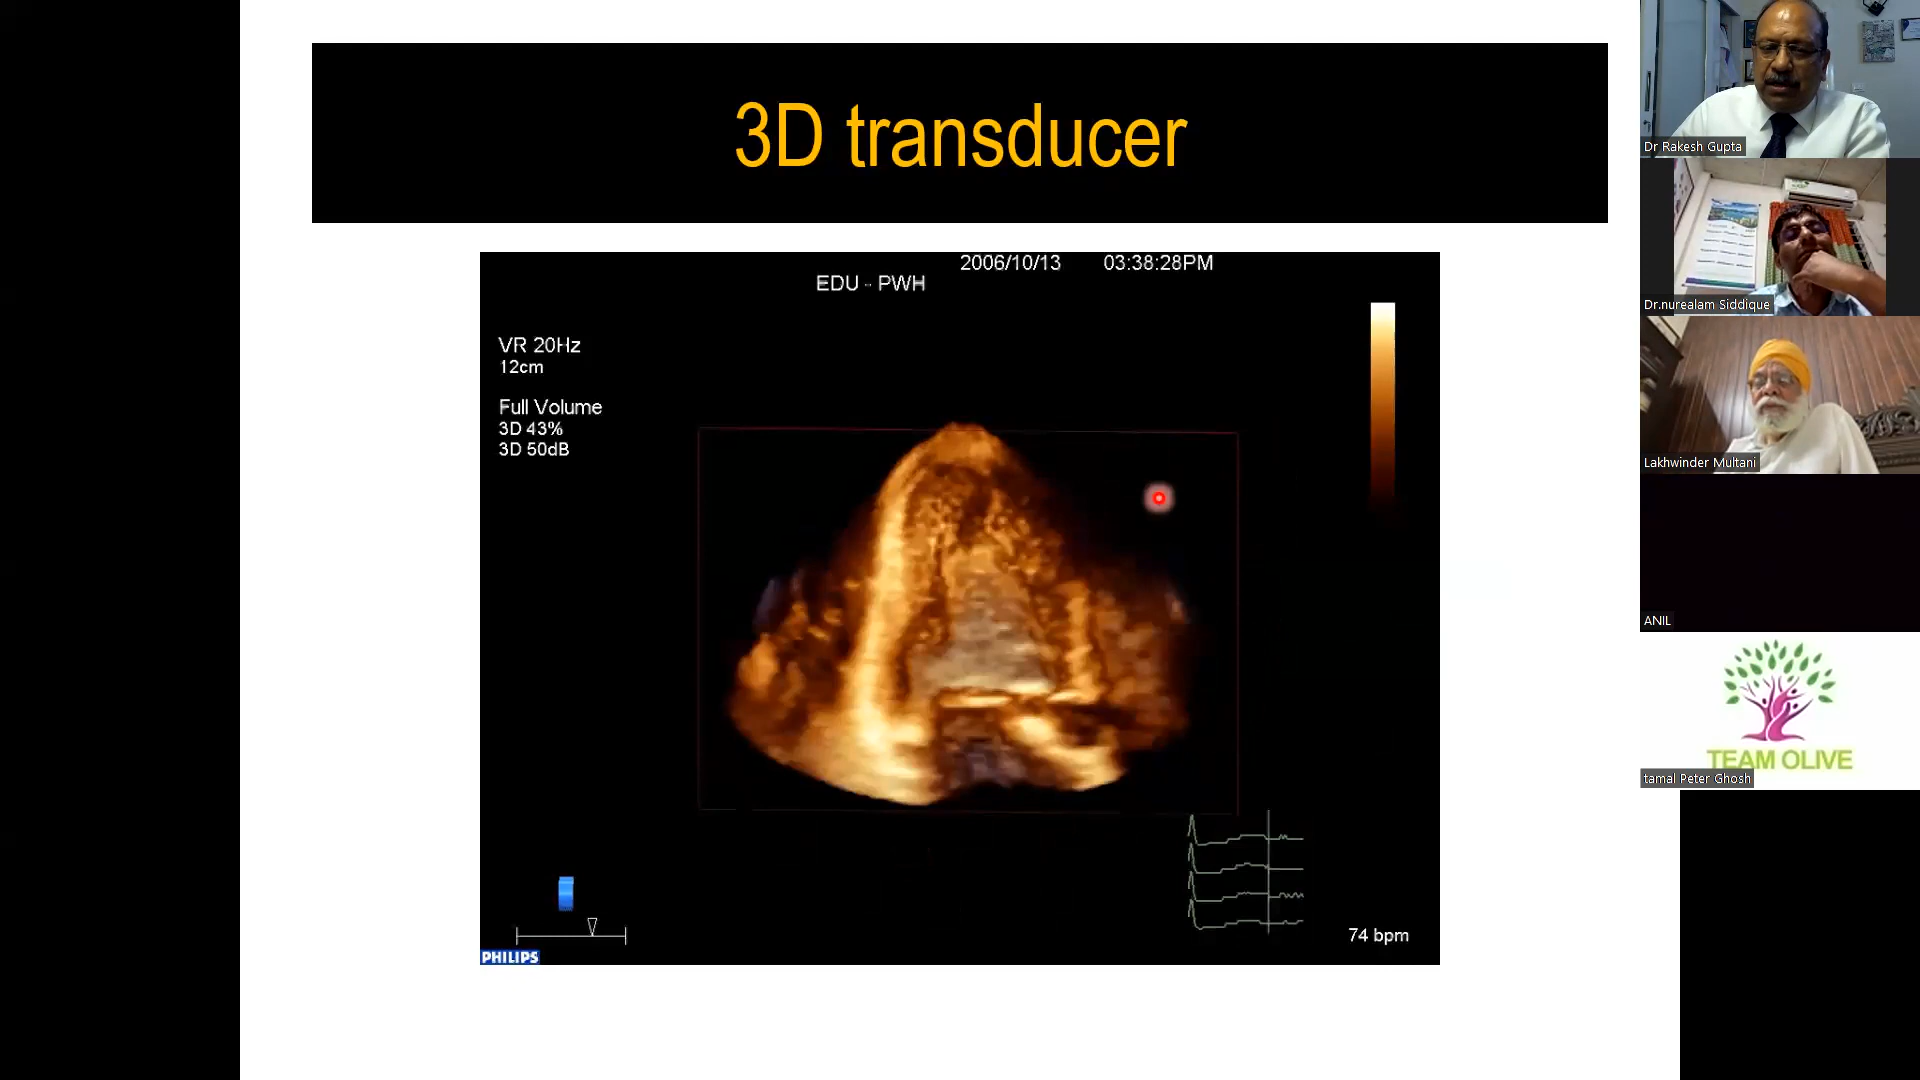 3D transducer
2006/10/13 03:38:28PM
EDU - PWH
VR 20Hz
12cm
Full Volume
3D 43%
3D 50dB
74 bpm
PHILIPS
Dr Rakesh Gupta
Dr.nurealam Siddique
Lakhwinder Multani
ANIL
TEAM OLIVE
tamal Peter Ghosh